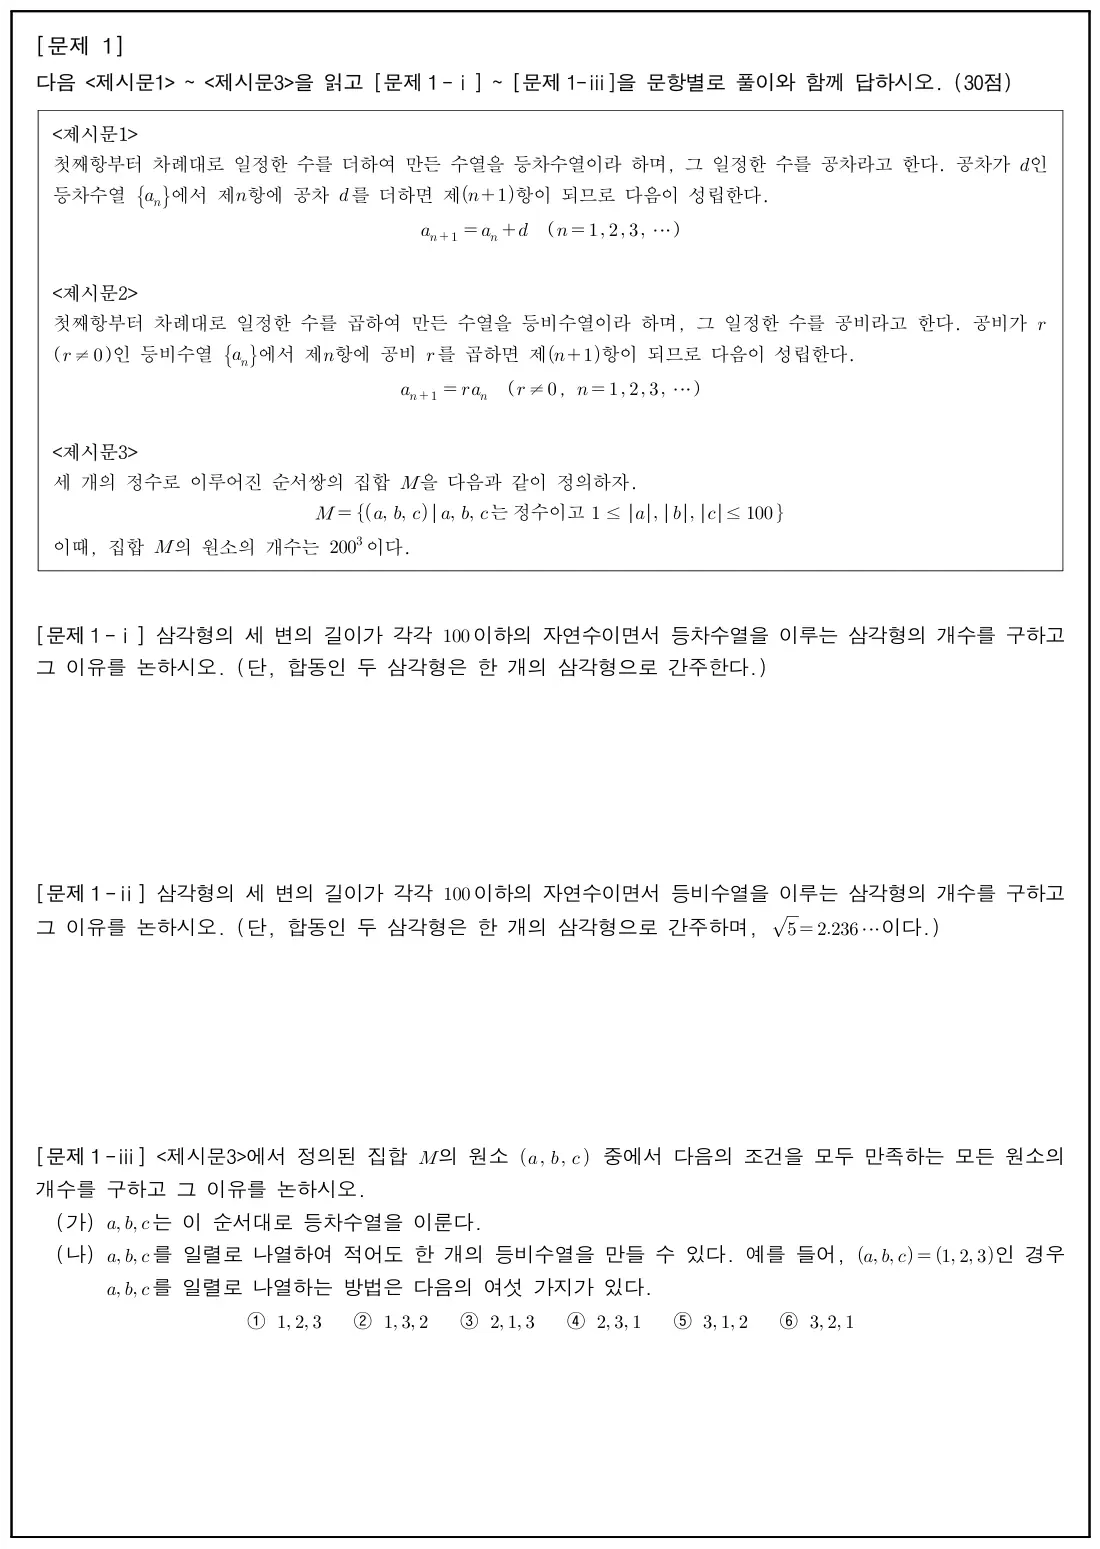 [문제 1]
다음 <제시문1> ~ <제시문3>을 읽고 [문제 1-ⅰ] ~ [문제 1-ⅲ]을 문항별로 풀이와 함께 답하시오. (30점)
<제시문1>
첫째항부터 차례대로 일정한 수를 더하여 만든 수열을 등차수열이라 하며, 그 일정한 수를 공차라고 한다. 공차가 d인
등차수열 {aₙ}에서 제n항에 공차 d를 더하면 제(n+1)항이 되므로 다음이 성립한다.
aₙ₊₁ = aₙ + d (n = 1, 2, 3, ⋯)
<제시문2>
첫째항부터 차례대로 일정한 수를 곱하여 만든 수열을 등비수열이라 하며, 그 일정한 수를 공비라고 한다. 공비가 r
(r ≠ 0)인 등비수열 {aₙ}에서 제n항에 공비 r를 곱하면 제(n+1)항이 되므로 다음이 성립한다.
aₙ₊₁ = raₙ (r ≠ 0, n = 1, 2, 3, ⋯)
<제시문3>
세 개의 정수로 이루어진 순서쌍의 집합 M을 다음과 같이 정의하자.
M = {(a, b, c) | a, b, c는 정수이고 1 ≤ |a|, |b|, |c| ≤ 100}
이때, 집합 M의 원소의 개수는 200³이다.
[문제 1-ⅰ] 삼각형의 세 변의 길이가 각각 100이하의 자연수이면서 등차수열을 이루는 삼각형의 개수를 구하고
그 이유를 논하시오. (단, 합동인 두 삼각형은 한 개의 삼각형으로 간주한다.)
[문제 1-ⅱ] 삼각형의 세 변의 길이가 각각 100이하의 자연수이면서 등비수열을 이루는 삼각형의 개수를 구하고
그 이유를 논하시오. (단, 합동인 두 삼각형은 한 개의 삼각형으로 간주하며, √5 = 2.236⋯이다.)
[문제 1-ⅲ] <제시문3>에서 정의된 집합 M의 원소 (a, b, c) 중에서 다음의 조건을 모두 만족하는 모든 원소의
개수를 구하고 그 이유를 논하시오.
(가) a, b, c는 이 순서대로 등차수열을 이룬다.
(나) a, b, c를 일렬로 나열하여 적어도 한 개의 등비수열을 만들 수 있다. 예를 들어, (a, b, c) = (1, 2, 3)인 경우
a, b, c를 일렬로 나열하는 방법은 다음의 여섯 가지가 있다.
① 1, 2, 3 ② 1, 3, 2 ③ 2, 1, 3 ④ 2, 3, 1 ⑤ 3, 1, 2 ⑥ 3, 2, 1